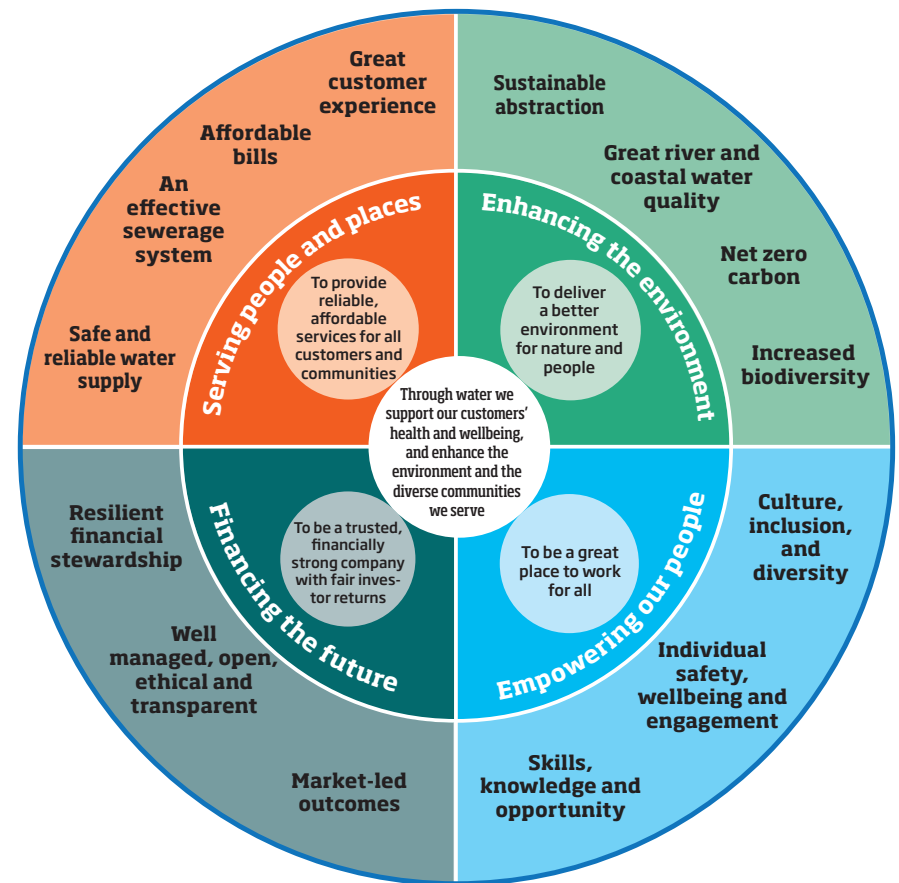 Great
customer
experience
Affordable
bills
An
effective
sewerage
system
Safe and
reliable water
supply
Serving people and places
To provide
reliable,
affordable
services for all
customers and
communities
Sustainable
abstraction
Great river and
coastal water
quality
Net zero
carbon
Increased
biodiversity
Enhancing the environment
To deliver
a better
environment
for nature and
people
Through water we
support our customers’
health and wellbeing,
and enhance the
environment and the
diverse communities
we serve
Resilient
financial
stewardship
Well
managed, open,
ethical and
transparent
Market-led
outcomes
Financing the future
To be a trusted,
financially
strong company
with fair inves-
tor returns
Culture,
inclusion,
and
diversity
Individual
safety,
wellbeing and
engagement
Skills,
knowledge and
opportunity
Empowering our people
To be a great
place to work
for all